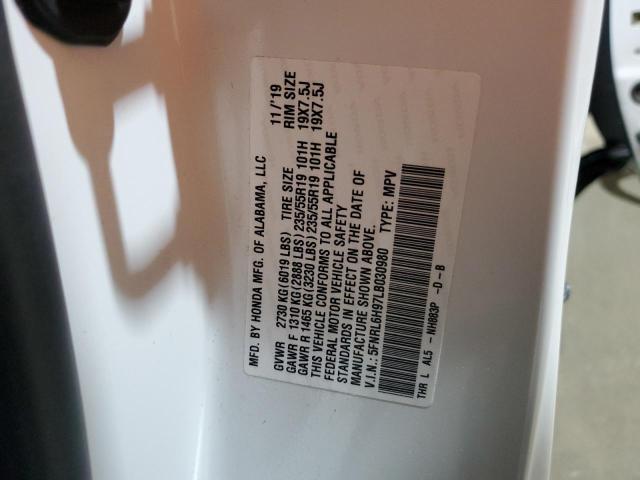 MFD. BY HONDA MFG. OF ALABAMA, LLC 11/'19
GVWR 2730 KG (6019 LBS) TIRE SIZE RIM SIZE
GAWR F 1310 KG (2888 LBS) 235/55R19 101H 19X7.5J
GAWR R 1465 KG (3230 LBS) 235/55R19 101H 19X7.5J
THIS VEHICLE CONFORMS TO ALL APPLICABLE
FEDERAL MOTOR VEHICLE SAFETY
STANDARDS IN EFFECT ON THE DATE OF
MANUFACTURE SHOWN ABOVE.
V.I.N.: 5FNRL6H97LB030980 TYPE: MPV
THR L AL5 - NH883P -D-B